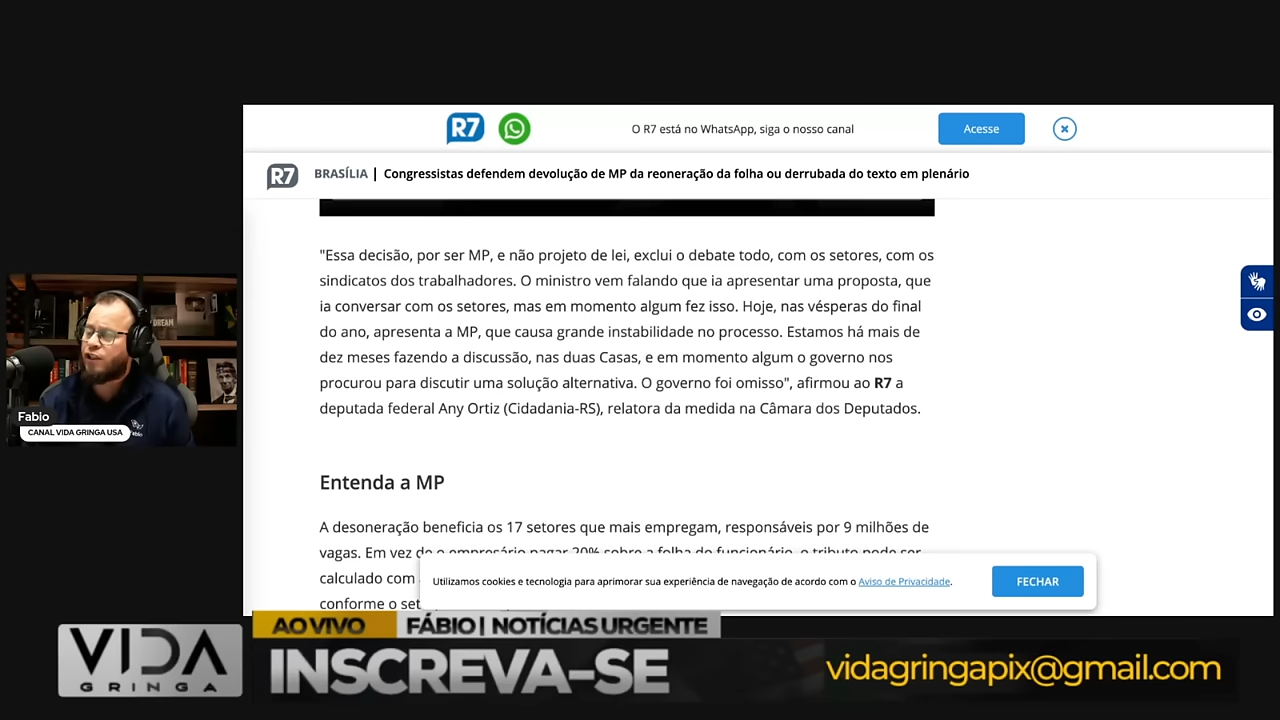 R7
O R7 está no WhatsApp, siga o nosso canal
Acesse
R7 BRASÍLIA | Congressistas defendem devolução de MP da reoneração da folha ou derrubada do texto em plenário
"Essa decisão, por ser MP, e não projeto de lei, exclui o debate todo, com os setores, com os
sindicatos dos trabalhadores. O ministro vem falando que ia apresentar uma proposta, que
ia conversar com os setores, mas em momento algum fez isso. Hoje, nas vésperas do final
do ano, apresenta a MP, que causa grande instabilidade no processo. Estamos há mais de
dez meses fazendo a discussão, nas duas Casas, e em momento algum o governo nos
procurou para discutir uma solução alternativa. O governo foi omisso", afirmou ao R7 a
deputada federal Any Ortiz (Cidadania-RS), relatora da medida na Câmara dos Deputados.
Entenda a MP
A desoneração beneficia os 17 setores que mais empregam, responsáveis por 9 milhões de
vagas. Em vez de o empresário pagar 20% sobre a folha do funcionário, o tributo pode ser
calculado com
conforme o set
Utilizamos cookies e tecnologia para aprimorar sua experiência de navegação de acordo com o Aviso de Privacidade.
FECHAR
DREAM
Fabio
CANAL VIDA GRINGA USA
AO VIVO
FÁBIO | NOTÍCIAS URGENTE
VIDA
GRINGA
INSCREVA-SE
vidagringapix@gmail.com